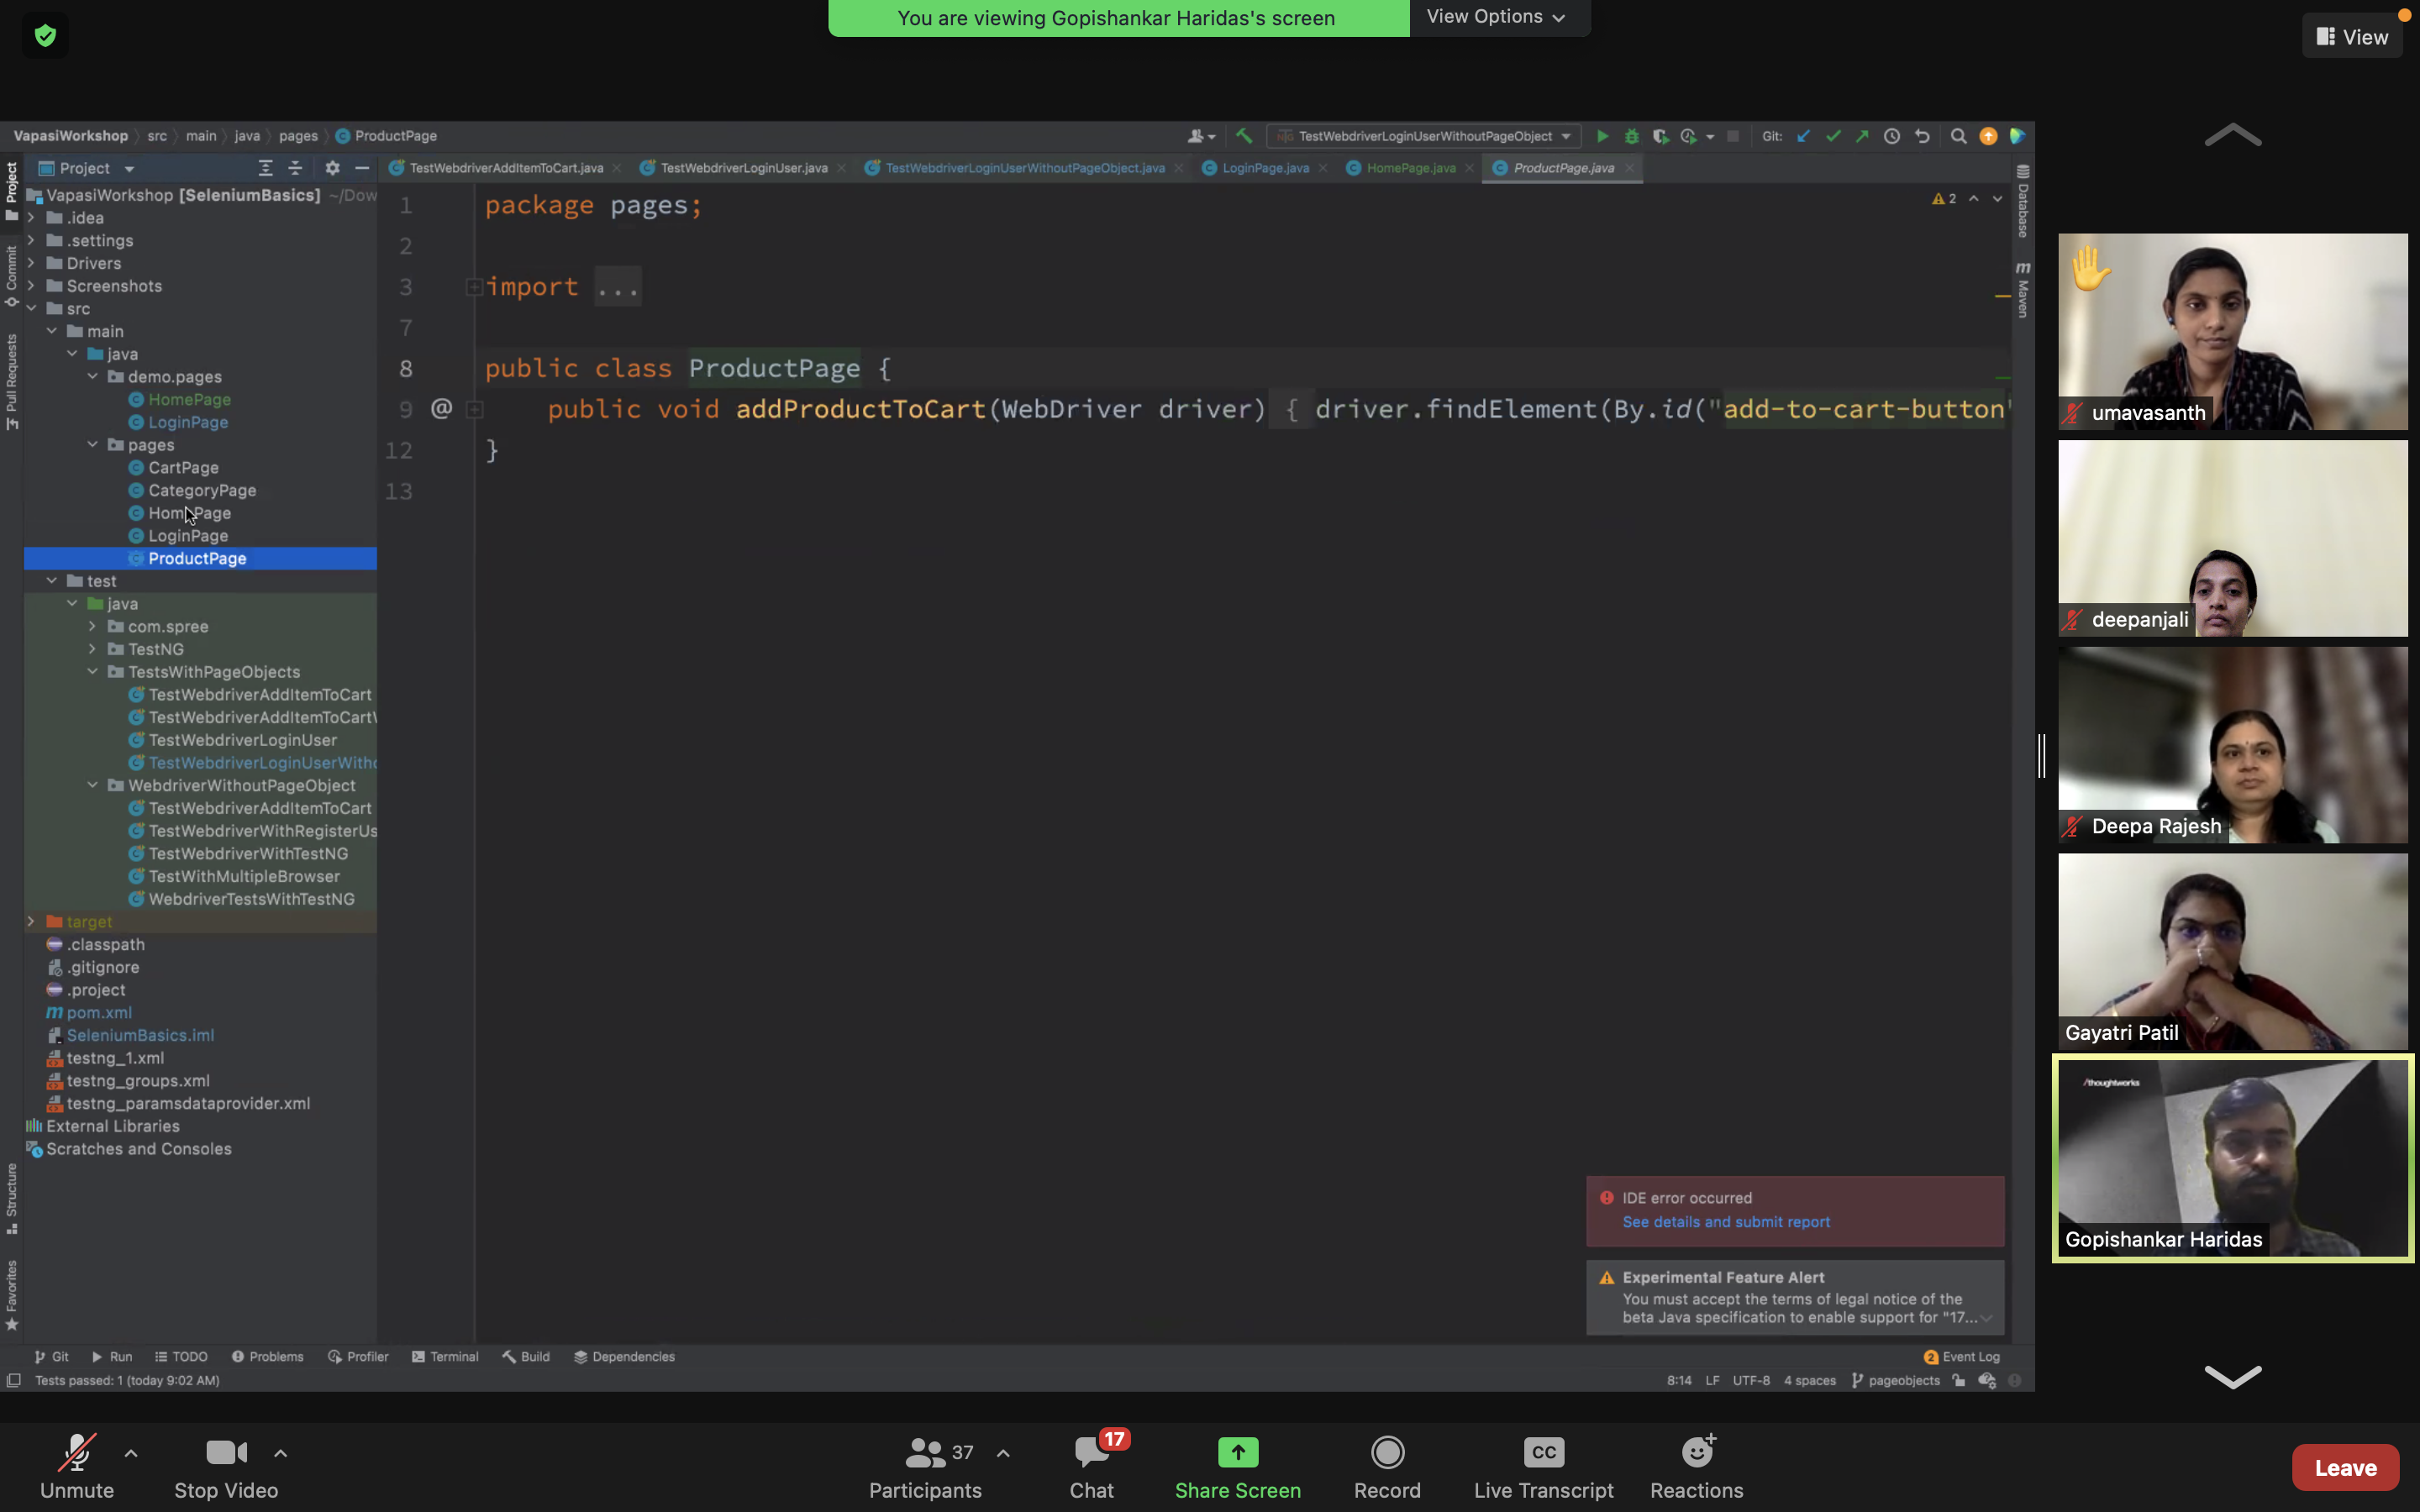 You are viewing Gopishankar Haridas's screen
View Options
View
VapasiWorkshop src main java pages ProductPage
TestWebdriverLoginUserWithoutPageObject
Git:
Project
TestWebdriverAddItemToCart.java
TestWebdriverLoginUser.java
TestWebdriverLoginUserWithoutPageObject.java
LoginPage.java
HomePage.java
ProductPage.java
Project
Commit
Pull Requests
Structure
Favorites
VapasiWorkshop [SeleniumBasics] ~/Dow
.idea
.settings
Drivers
Screenshots
src
main
java
demo.pages
HomePage
LoginPage
pages
CartPage
CategoryPage
HomePage
LoginPage
ProductPage
test
java
com.spree
TestNG
TestsWithPageObjects
TestWebdriverAddItemToCart
TestWebdriverAddItemToCartW
TestWebdriverLoginUser
TestWebdriverLoginUserWitho
WebdriverWithoutPageObject
TestWebdriverAddItemToCart
TestWebdriverWithRegisterUs
TestWebdriverWithTestNG
TestWithMultipleBrowser
WebdriverTestsWithTestNG
target
.classpath
.gitignore
.project
pom.xml
SeleniumBasics.iml
testng_1.xml
testng_groups.xml
testng_paramsdataprovider.xml
External Libraries
Scratches and Consoles
1 package pages;
2
3 import ...
7
8 public class ProductPage {
9 @ public void addProductToCart(WebDriver driver) { driver.findElement(By.id("add-to-cart-button"
12 }
13
2
Database
m Maven
IDE error occurred
See details and submit report
Experimental Feature Alert
You must accept the terms of legal notice of the
beta Java specification to enable support for "17...
Git Run TODO Problems Profiler Terminal Build Dependencies
2 Event Log
Tests passed: 1 (today 9:02 AM)
8:14 LF UTF-8 4 spaces pageobjects
umavasanth
deepanjali
Deepa Rajesh
Gayatri Patil
/thoughtworks
Gopishankar Haridas
Unmute
Stop Video
37
Participants
17
Chat
Share Screen
Record
CC
Live Transcript
Reactions
Leave